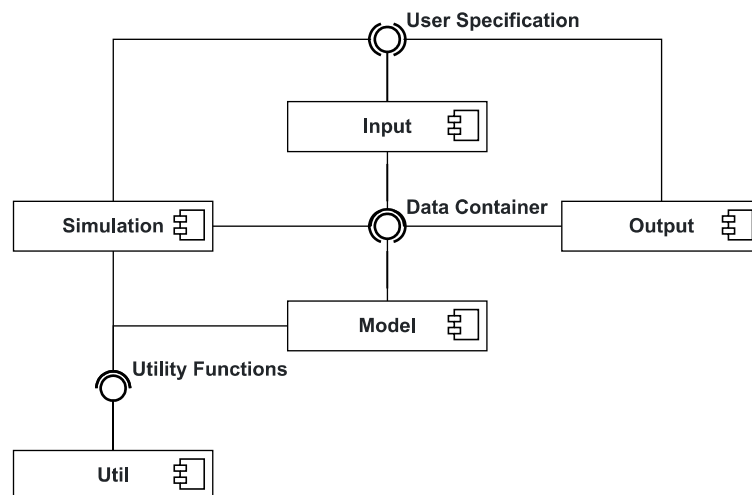 User Specification
Input
Data Container
Simulation
Output
Model
Utility Functions
Util